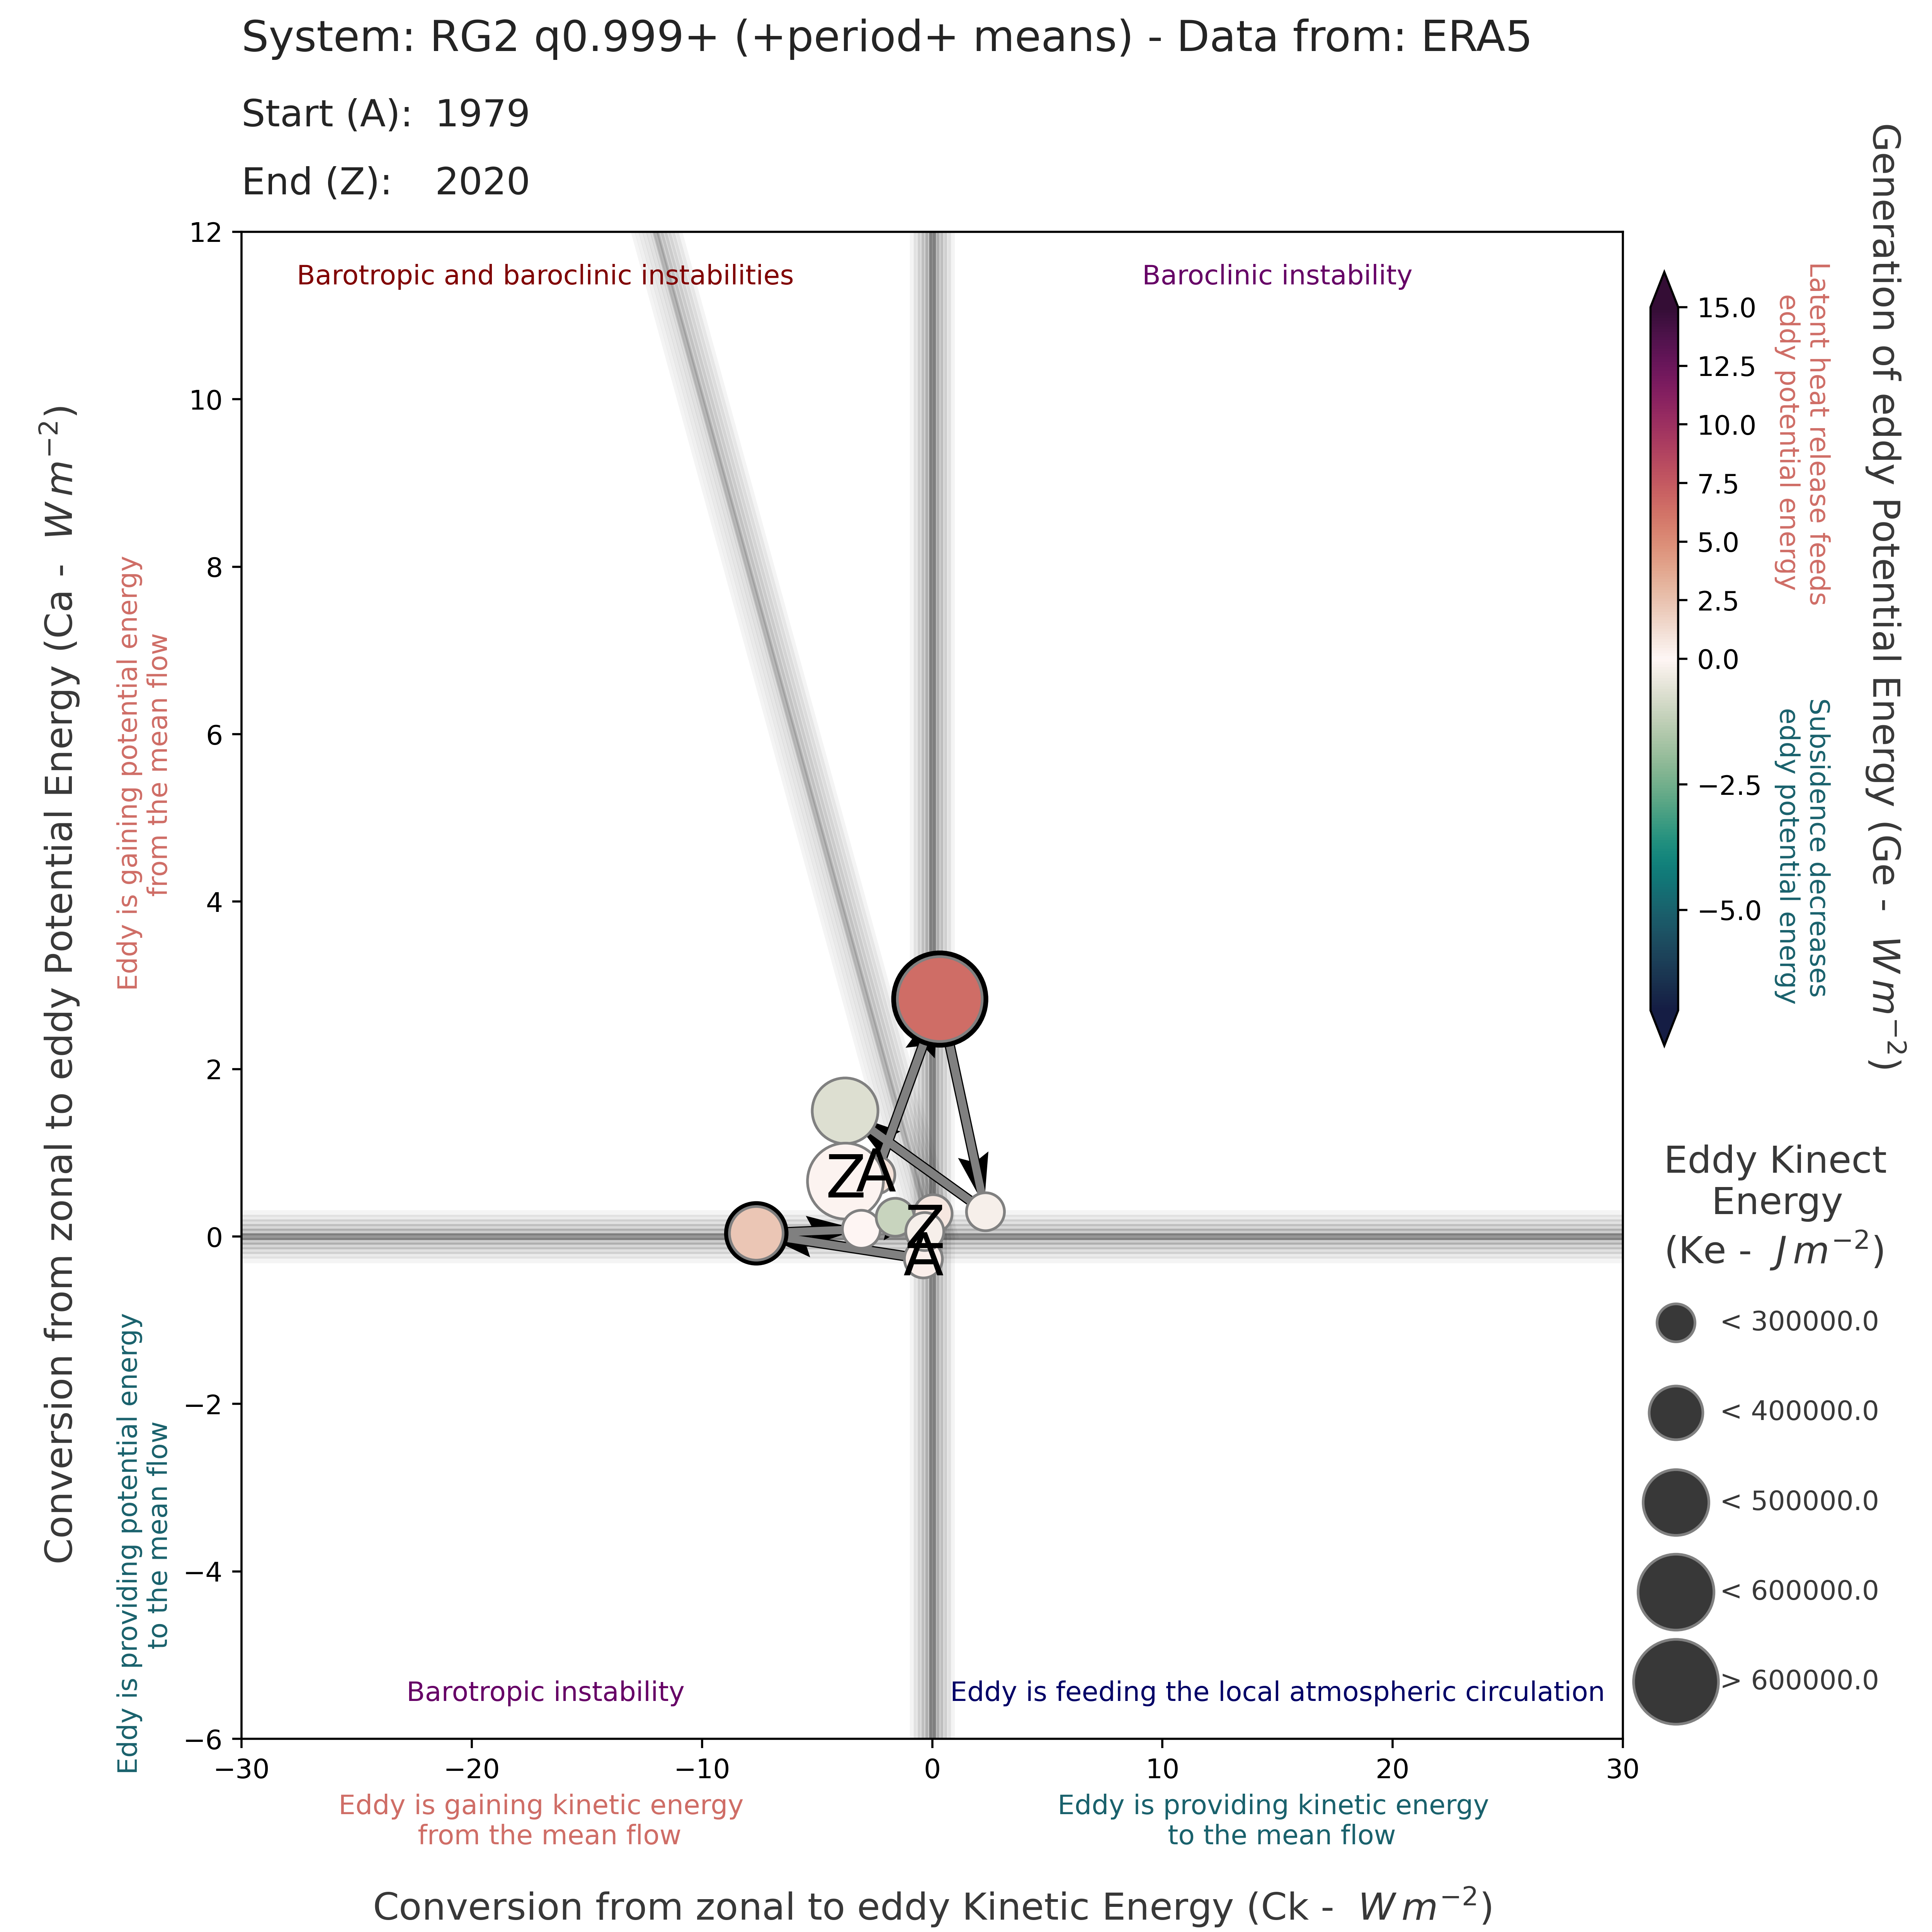 System: RG2 q0.999+ (+period+ means) - Data from: ERA5
Start (A): 1979
End (Z): 2020
Conversion from zonal to eddy Potential Energy (Ca - W m⁻²)
Eddy is gaining potential energy
from the mean flow
Eddy is providing potential energy
to the mean flow
12
10
8
6
4
2
0
−2
−4
−6
Barotropic and baroclinic instabilities
Baroclinic instability
Z
A
Z
A
Barotropic instability
Eddy is feeding the local atmospheric circulation
−30
−20
−10
0
10
20
30
Eddy is gaining kinetic energy
from the mean flow
Eddy is providing kinetic energy
to the mean flow
Conversion from zonal to eddy Kinetic Energy (Ck - W m⁻²)
15.0
12.5
10.0
7.5
5.0
2.5
0.0
−2.5
−5.0
Latent heat release feeds
eddy potential energy
Subsidence decreases
eddy potential energy
Generation of eddy Potential Energy (Ge - W m⁻²)
Eddy Kinect
Energy
(Ke - J m⁻²)
< 300000.0
< 400000.0
< 500000.0
< 600000.0
> 600000.0